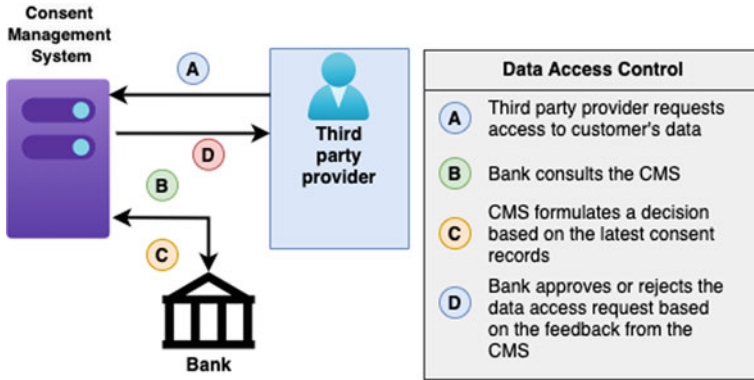 Consent
Management
System
A
D
B
C
Third
party
provider
Bank
Data Access Control
A
Third party provider requests
access to customer's data
B
Bank consults the CMS
C
CMS formulates a decision
based on the latest consent
records
D
Bank approves or rejects the
data access request based
on the feedback from the
CMS